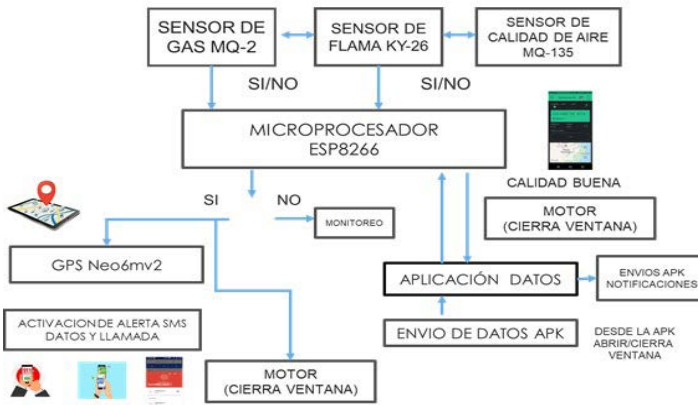 SENSOR DE
GAS MQ-2
SENSOR DE
FLAMA KY-26
SENSOR DE
CALIDAD DE AIRE
MQ-135
SI/NO
SI/NO
MICROPROCESADOR
ESP8266
CALIDAD BUENA
SI
NO
MONITOREO
MOTOR
(CIERRA VENTANA)
GPS Neo6mv2
APLICACIÓN DATOS
ENVIOS APK
NOTIFICACIONES
ACTIVACION DE ALERTA SMS
DATOS Y LLAMADA
ENVIO DE DATOS APK
DESDE LA APK
ABRIR/CIERRA
VENTANA
MOTOR
(CIERRA VENTANA)